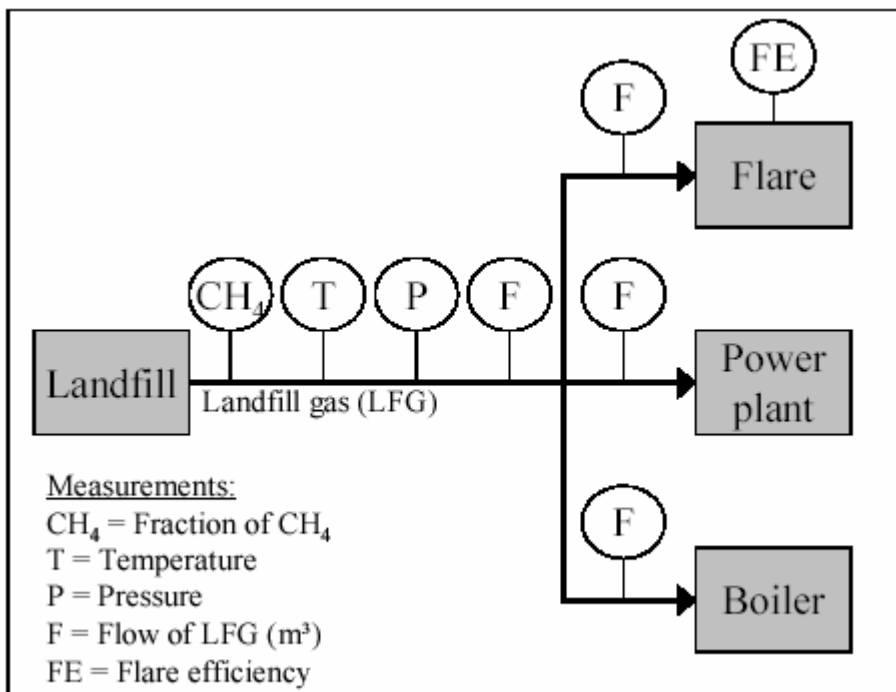 FE
F
Flare
CH₄ T P F F
Landfill
Power
plant
Landfill gas (LFG)
F
Boiler
Measurements:
CH₄ = Fraction of CH₄
T = Temperature
P = Pressure
F = Flow of LFG (m³)
FE = Flare efficiency